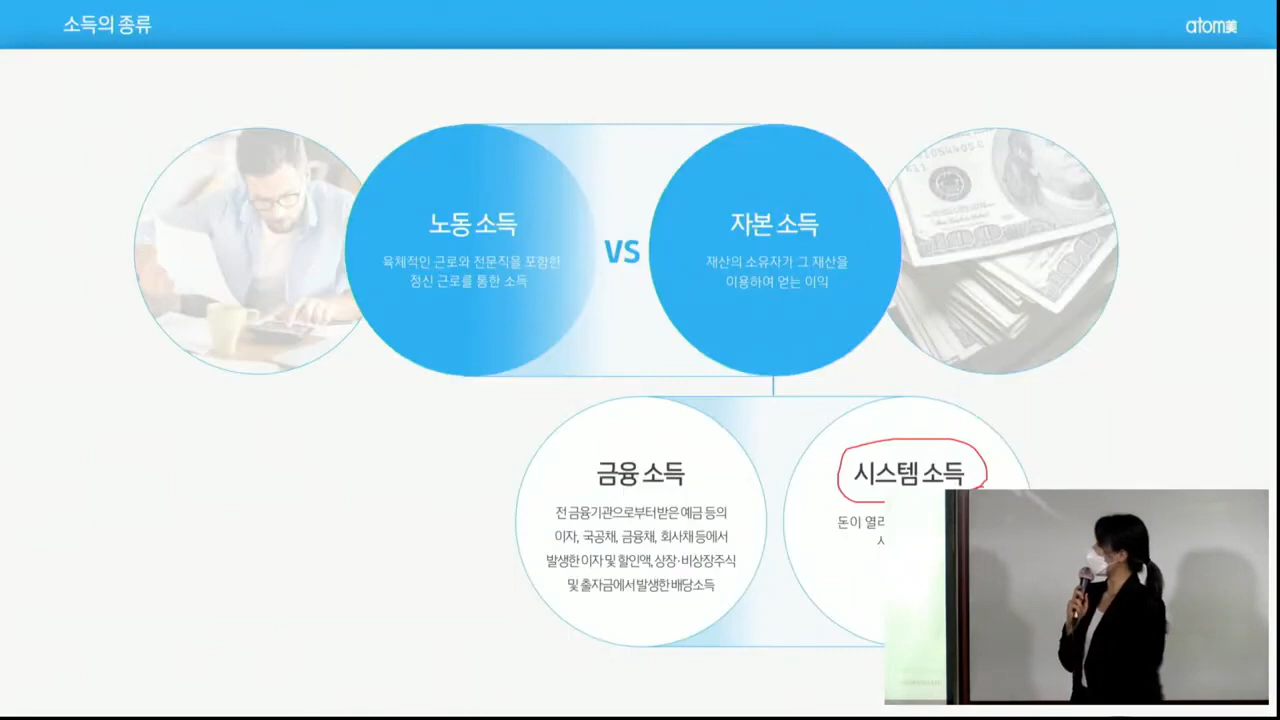 소득의 종류
atom美
노동 소득
육체적인 근로와 전문직을 포함한
정신 근로를 통한 소득
VS
자본 소득
재산의 소유자가 그 재산을
이용하여 얻는 이익
금융 소득
전 금융기관으로부터 받은 예금 등의
이자, 국공채, 금융채, 회사채 등에서
발생한 이자 및 할인액, 상장·비상장주식
및 출자금에서 발생한 배당소득
시스템 소득
돈이